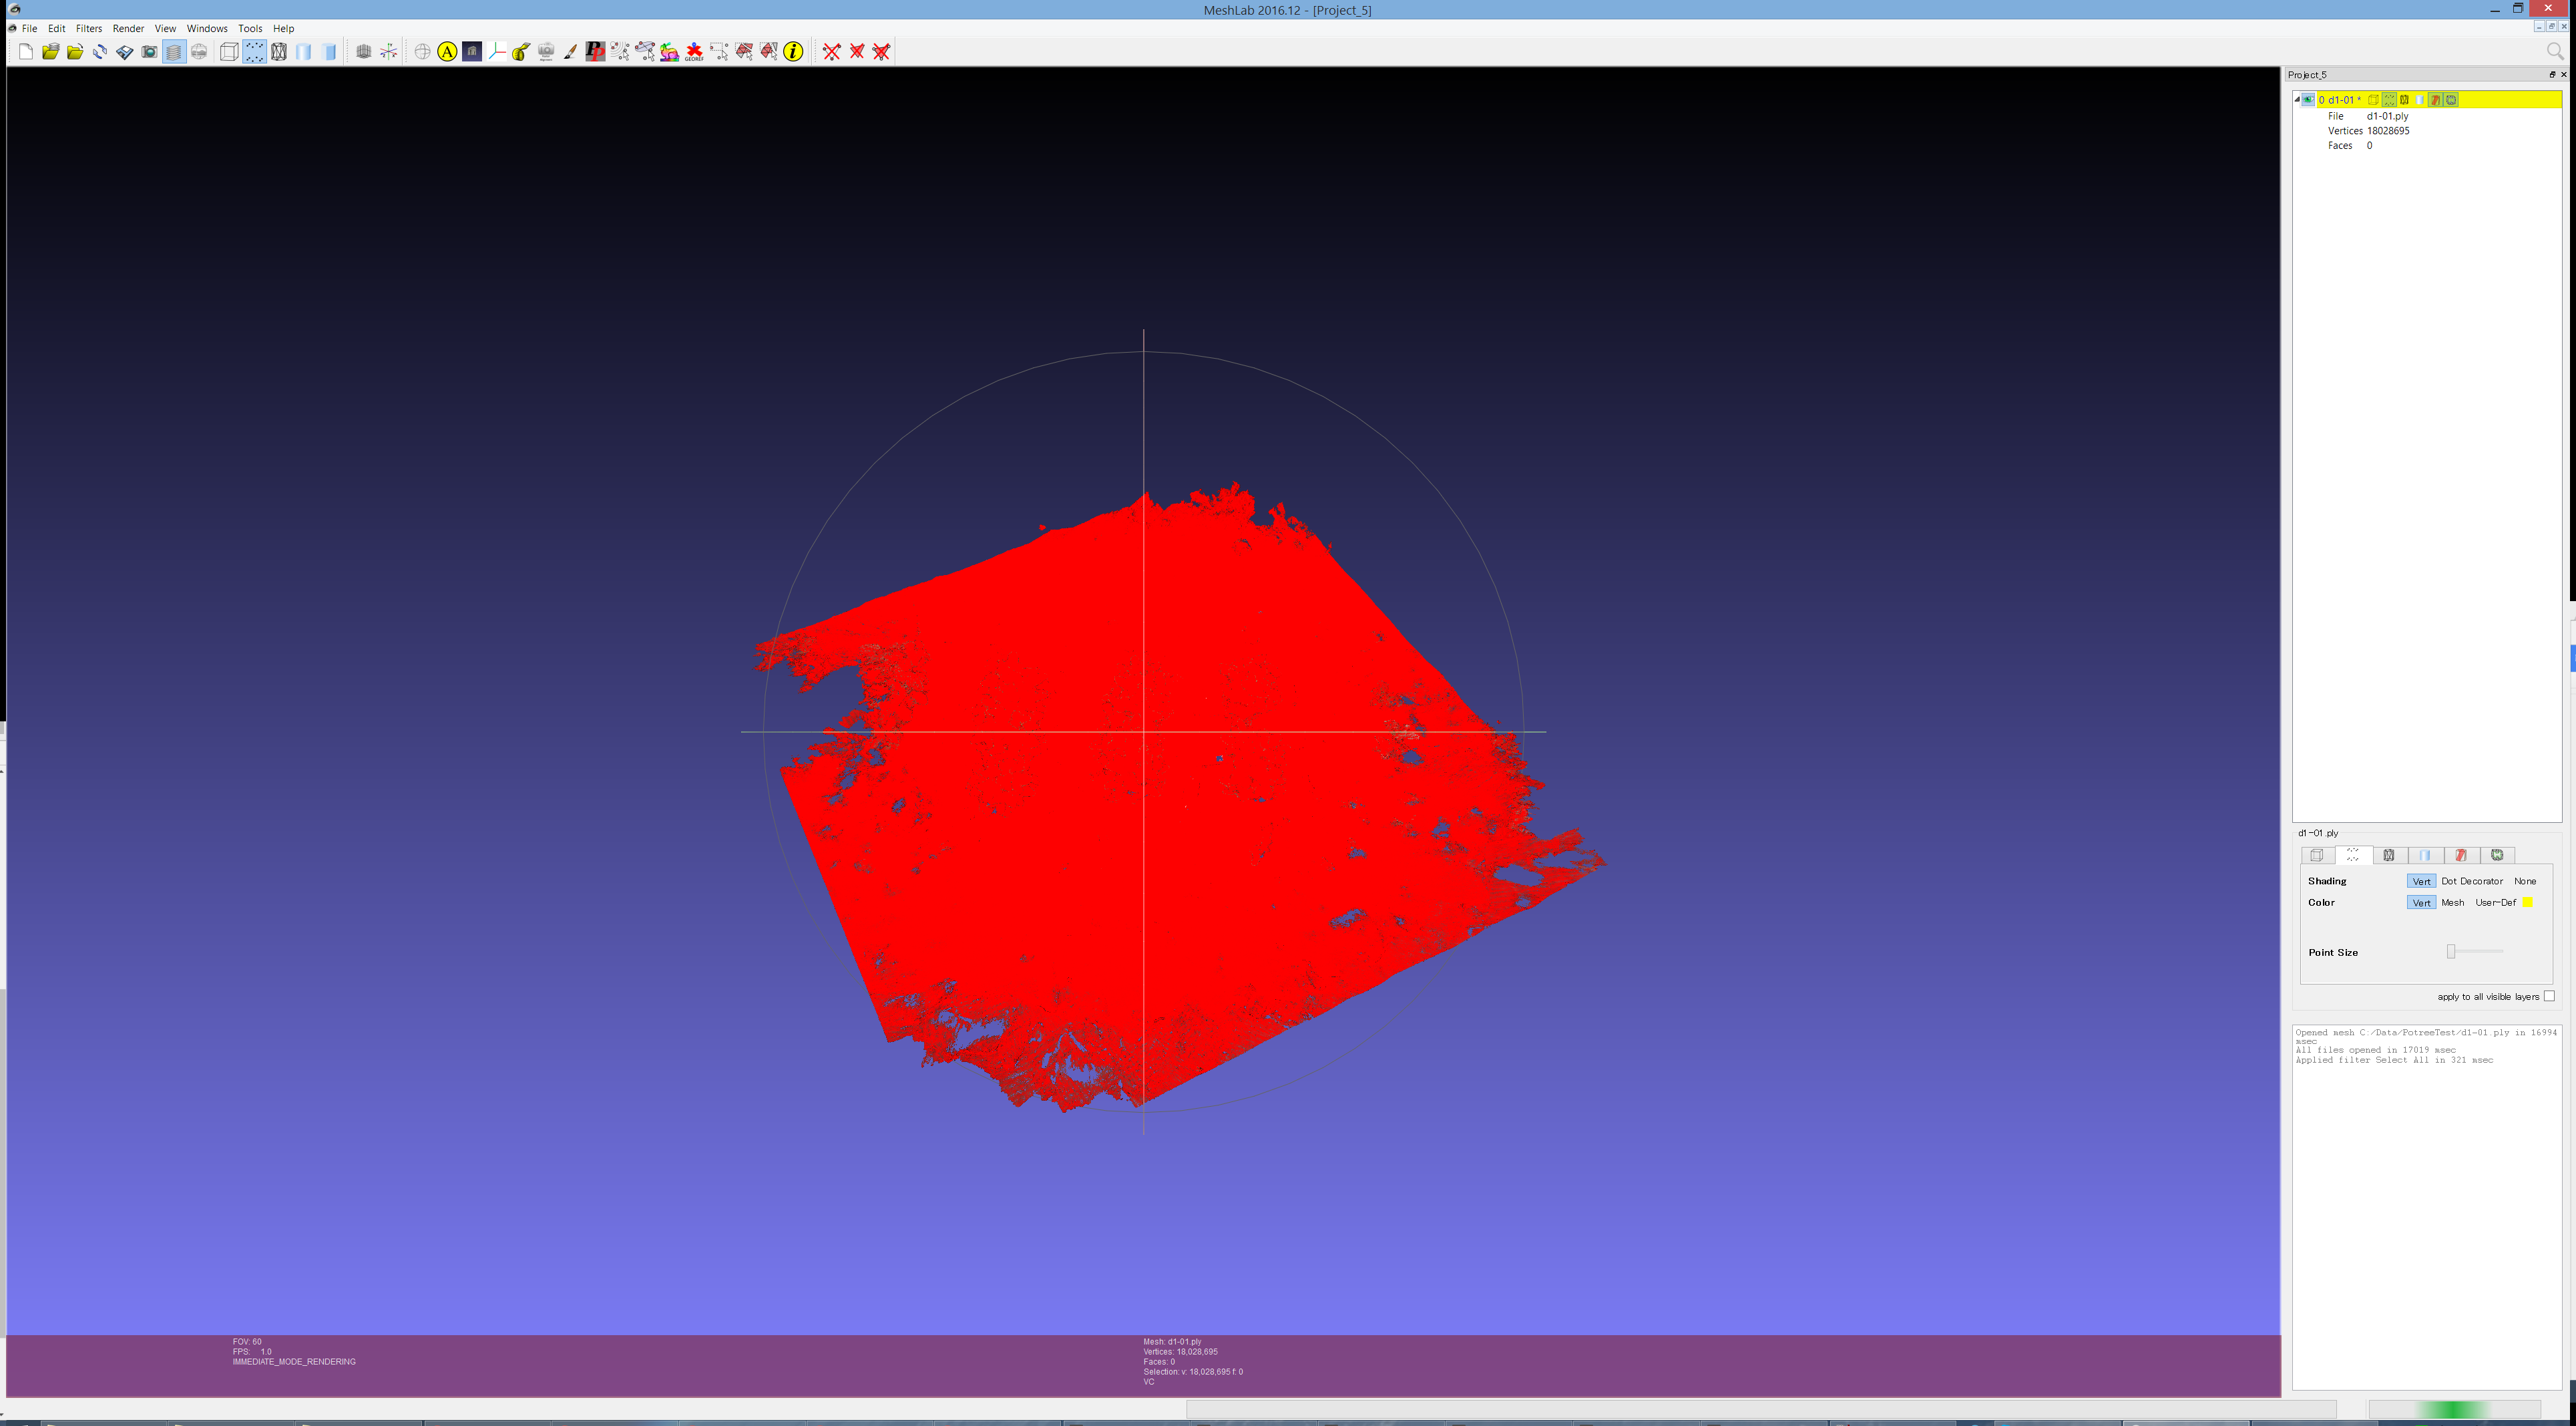 MeshLab 2016.12 - [Project_5]
File Edit Filters Render View Windows Tools Help
A
GEOREF
Project_5
0 d1-01 *
File d1-01.ply
Vertices 18028695
Faces 0
d1-01.ply
Shading Vert Dot Decorator None
Color Vert Mesh User-Def
Point Size
apply to all visible layers
Opened mesh C:/Data/PotreeTest/d1-01.ply in 16994
msec
All files opened in 17019 msec
Applied filter Select All in 321 msec
FOV: 60
FPS: 1.0
IMMEDIATE_MODE_RENDERING
Mesh: d1-01.ply
Vertices: 18,028,695
Faces: 0
Selection: v: 18,028,695 f: 0
VC